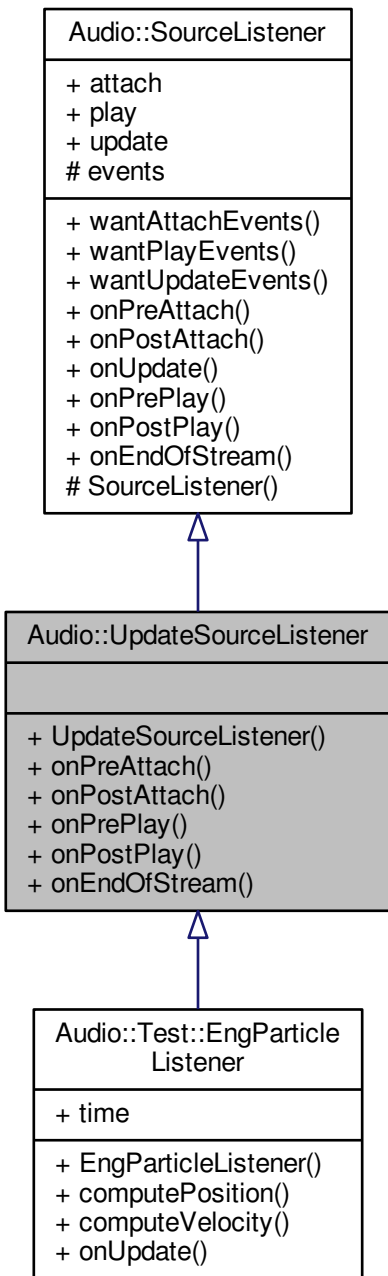 Audio::SourceListener
+ attach
+ play
+ update
# events
+ wantAttachEvents()
+ wantPlayEvents()
+ wantUpdateEvents()
+ onPreAttach()
+ onPostAttach()
+ onUpdate()
+ onPrePlay()
+ onPostPlay()
+ onEndOfStream()
# SourceListener()
Audio::UpdateSourceListener
+ UpdateSourceListener()
+ onPreAttach()
+ onPostAttach()
+ onPrePlay()
+ onPostPlay()
+ onEndOfStream()
Audio::Test::EngParticle
Listener
+ time
+ EngParticleListener()
+ computePosition()
+ computeVelocity()
+ onUpdate()